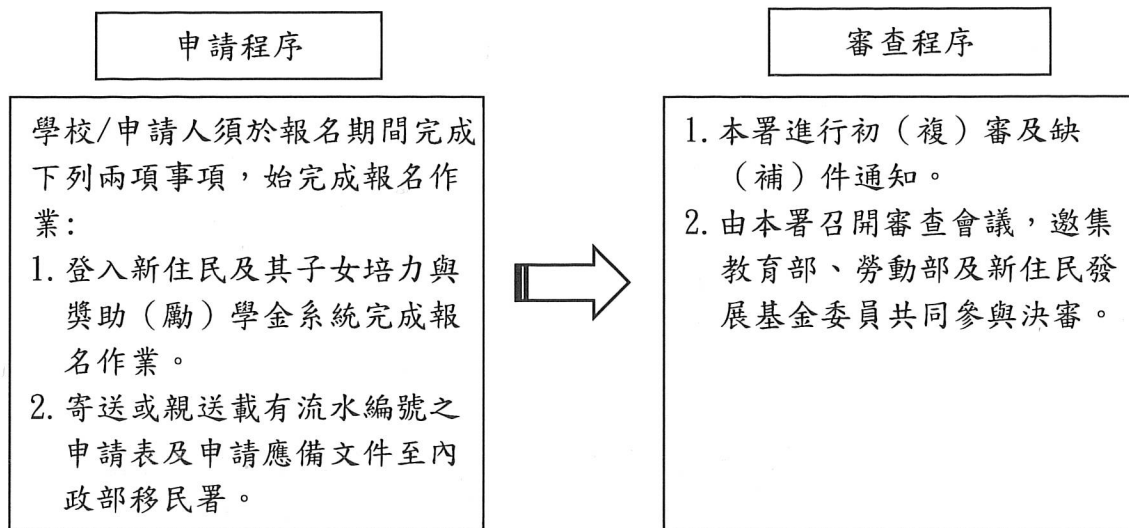 申請程序
學校/申請人須於報名期間完成
下列兩項事項，始完成報名作
業：
1. 登入新住民及其子女培力與
獎助（勵）學金系統完成報
名作業。
2. 寄送或親送載有流水編號之
申請表及申請應備文件至內
政部移民署。
審查程序
1. 本署進行初（複）審及缺
（補）件通知。
2. 由本署召開審查會議，邀集
教育部、勞動部及新住民發
展基金委員共同參與決審。